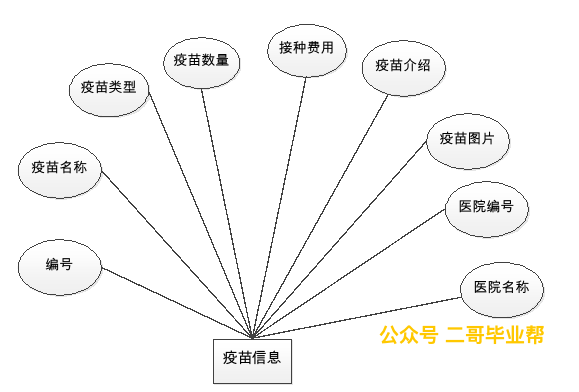 接种费用
疫苗数量
疫苗介绍
疫苗类型
疫苗图片
疫苗名称
医院编号
编号
医院名称
公众号 二哥毕业帮
疫苗信息